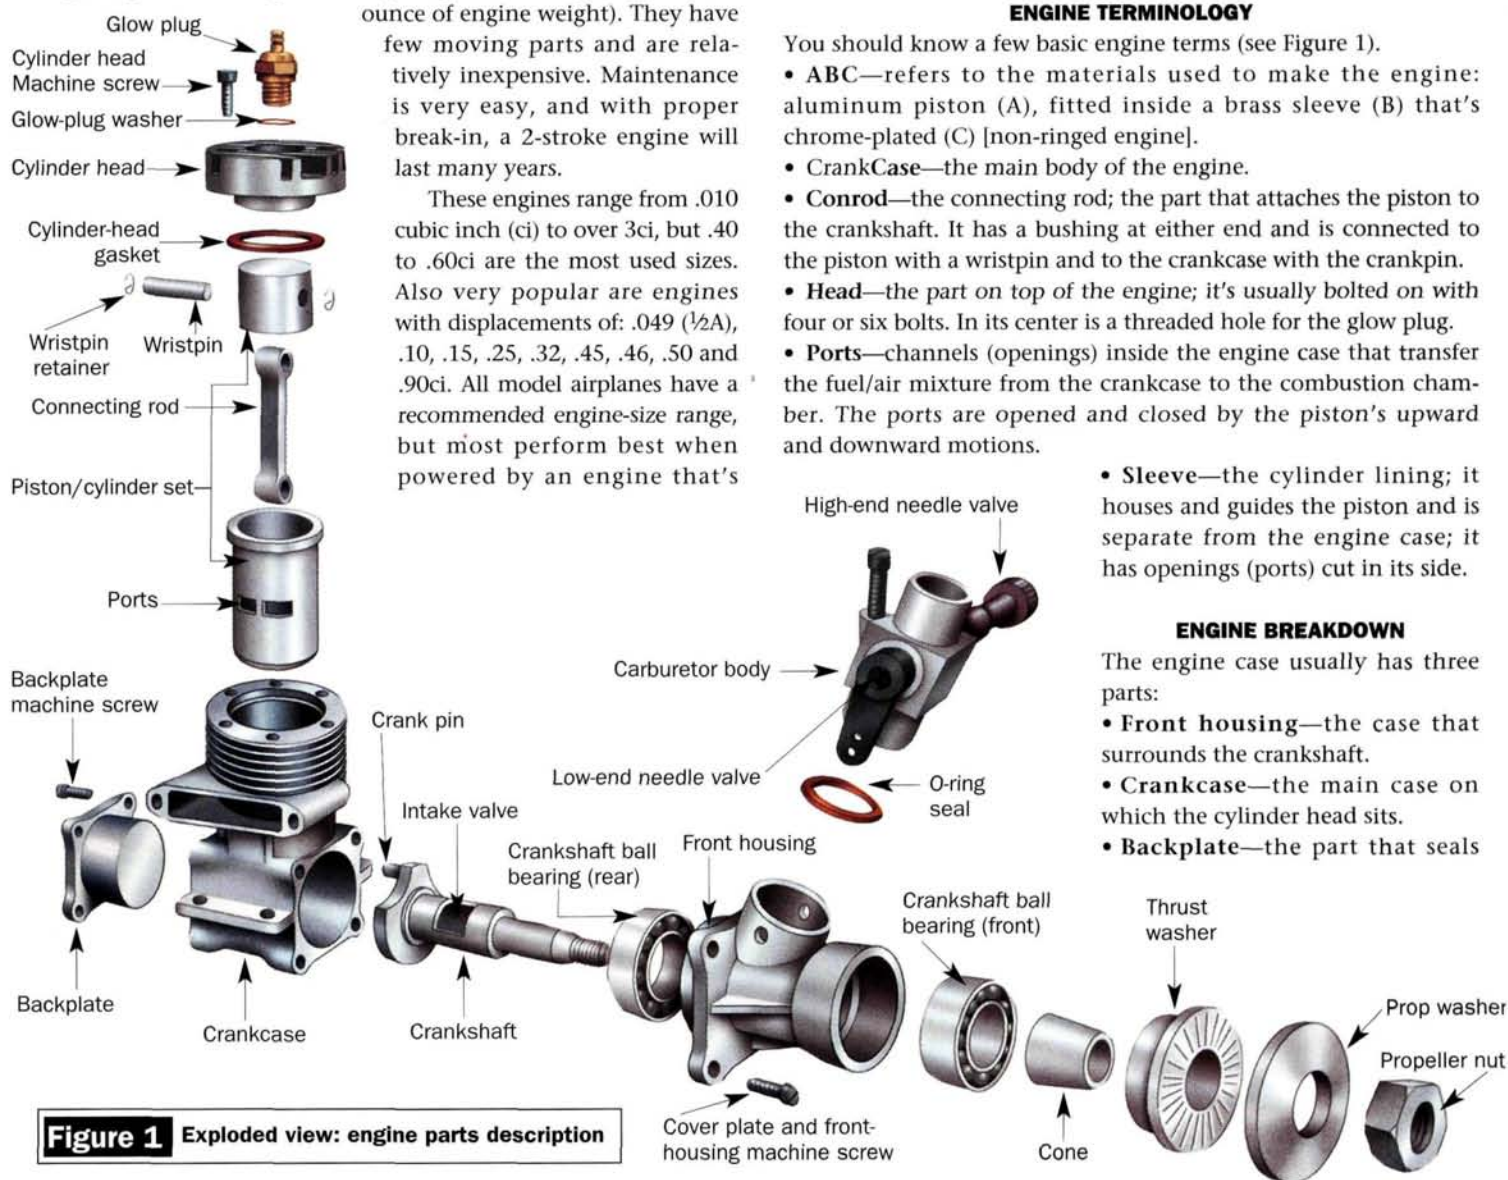 ounce of engine weight). They have
few moving parts and are rela-
tively inexpensive. Maintenance
is very easy, and with proper
break-in, a 2-stroke engine will
last many years.
These engines range from .010
cubic inch (ci) to over 3ci, but .40
to .60ci are the most used sizes.
Also very popular are engines
with displacements of: .049 (½A),
.10, .15, .25, .32, .45, .46, .50 and
.90ci. All model airplanes have a
recommended engine-size range,
but most perform best when
powered by an engine that's
ENGINE TERMINOLOGY
You should know a few basic engine terms (see Figure 1).
• ABC—refers to the materials used to make the engine:
aluminum piston (A), fitted inside a brass sleeve (B) that's
chrome-plated (C) [non-ringed engine].
• CrankCase—the main body of the engine.
• Conrod—the connecting rod; the part that attaches the piston to
the crankshaft. It has a bushing at either end and is connected to
the piston with a wristpin and to the crankcase with the crankpin.
• Head—the part on top of the engine; it's usually bolted on with
four or six bolts. In its center is a threaded hole for the glow plug.
• Ports—channels (openings) inside the engine case that transfer
the fuel/air mixture from the crankcase to the combustion cham-
ber. The ports are opened and closed by the piston's upward
and downward motions.
• Sleeve—the cylinder lining; it
houses and guides the piston and is
separate from the engine case; it
has openings (ports) cut in its side.
ENGINE BREAKDOWN
The engine case usually has three
parts:
• Front housing—the case that
surrounds the crankshaft.
• Crankcase—the main case on
which the cylinder head sits.
• Backplate—the part that seals
Glow plug
Cylinder head
Machine screw
Glow-plug washer
Cylinder head
Cylinder-head
gasket
Wristpin
retainer
Wristpin
Connecting rod
Piston/cylinder set
Ports
Backplate
machine screw
Backplate
Crankcase
Crank pin
Intake valve
Crankshaft
Crankshaft ball
bearing (rear)
Front housing
High-end needle valve
Carburetor body
Low-end needle valve
O-ring
seal
Crankshaft ball
bearing (front)
Thrust
washer
Prop washer
Propeller nut
Cone
Cover plate and front-
housing machine screw
Figure 1 Exploded view: engine parts description